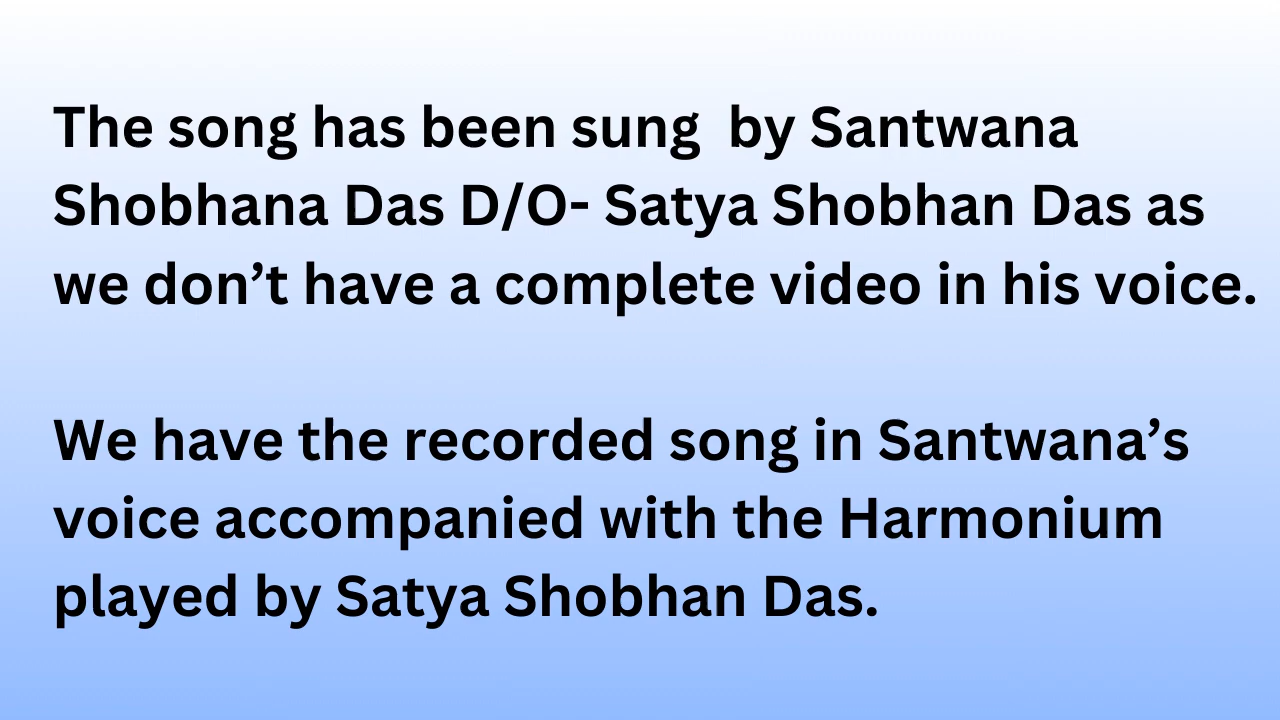 The song has been sung  by Santwana
Shobhana Das D/O- Satya Shobhan Das as
we don’t have a complete video in his voice.
We have the recorded song in Santwana’s
voice accompanied with the Harmonium
played by Satya Shobhan Das.